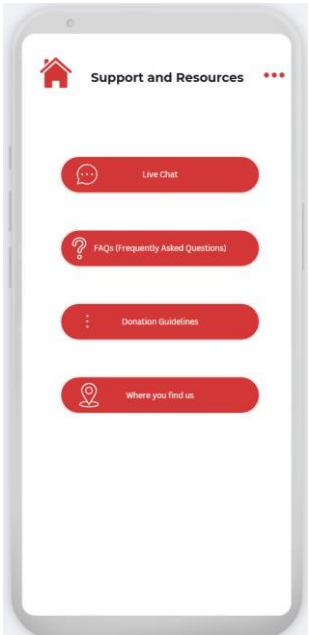 Support and Resources
Live Chat
FAQs (Frequently Asked Questions)
Donation Guidelines
Where you find us